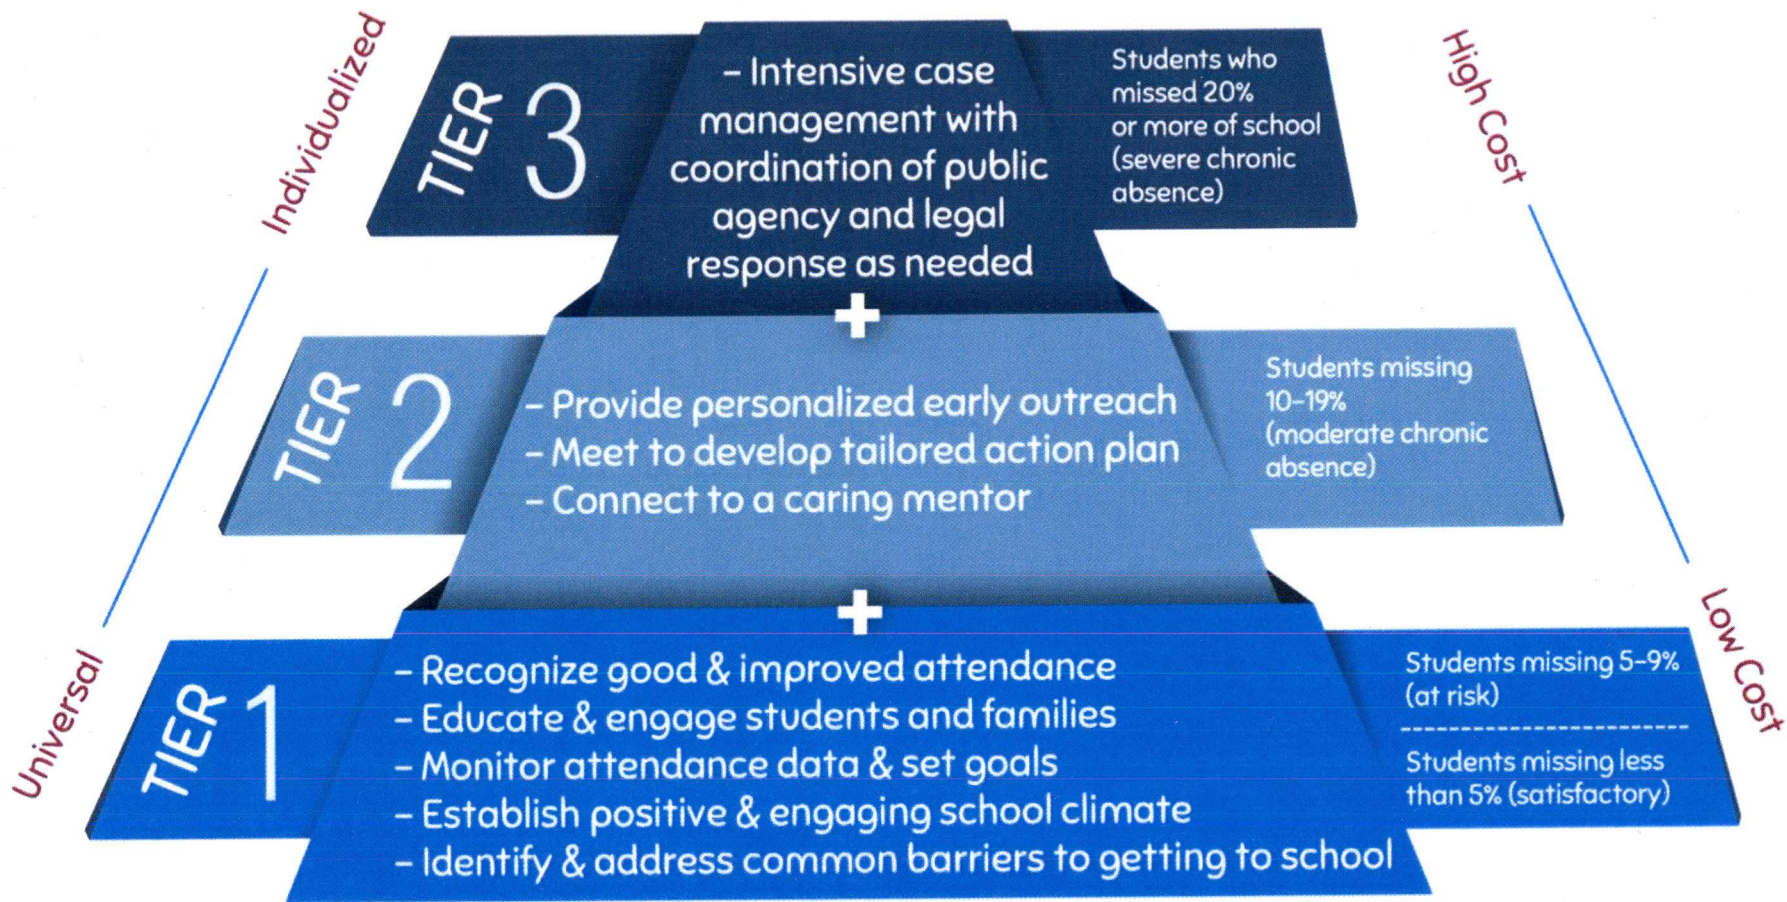 Individualized
Universal
High Cost
Low Cost
TIER
3
– Intensive case
management with
coordination of public
agency and legal
response as needed
Students who
missed 20%
or more of school
(severe chronic
absence)
+
TIER
2
– Provide personalized early outreach
– Meet to develop tailored action plan
– Connect to a caring mentor
Students missing
10–19%
(moderate chronic
absence)
+
TIER
1
– Recognize good & improved attendance
– Educate & engage students and families
– Monitor attendance data & set goals
– Establish positive & engaging school climate
– Identify & address common barriers to getting to school
Students missing 5–9%
(at risk)
Students missing less
than 5% (satisfactory)